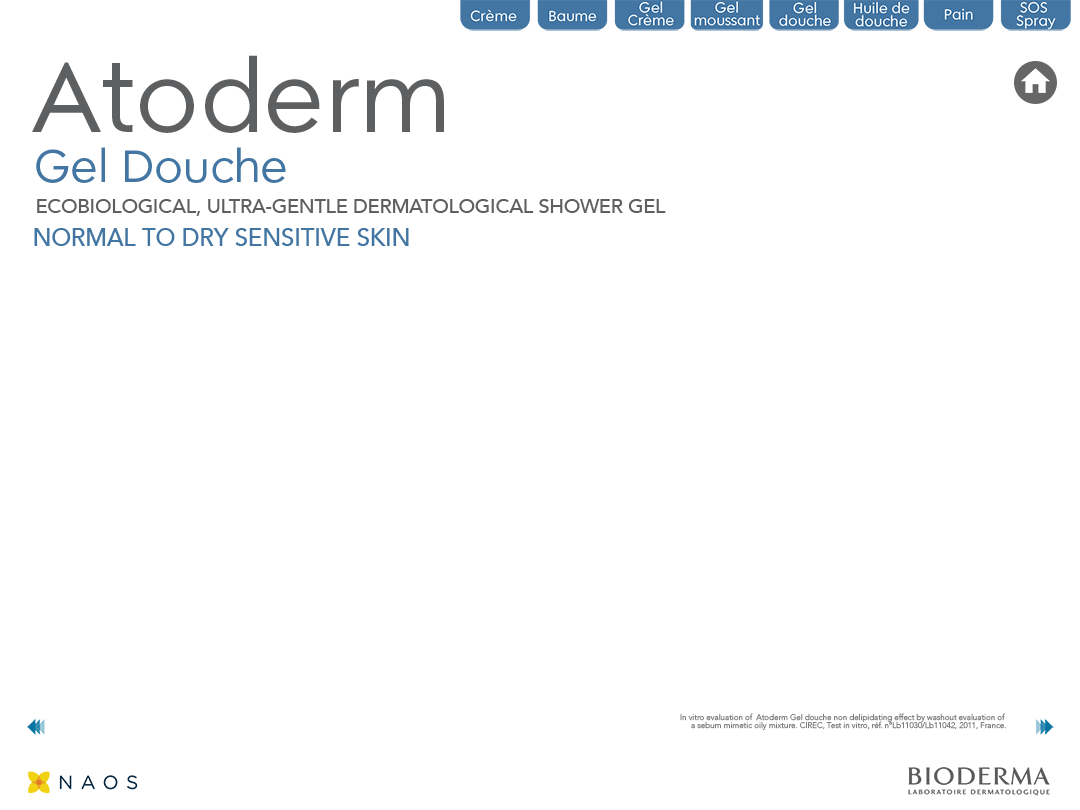 Crème
Baume
Gel
Crème
Gel
moussant
Gel
douche
Huile de
douche
Pain
SOS
Spray
Atoderm
Gel Douche
ECOBIOLOGICAL, ULTRA-GENTLE DERMATOLOGICAL SHOWER GEL
NORMAL TO DRY SENSITIVE SKIN
In vitro evaluation of Atoderm Gel douche non delipidating effect by washout evaluation of
a sebum mimetic oily mixture. CIREC, Test in vitro, réf. n°Lb11030/Lb11042, 2011, France.
NAOS
BIODERMA
LABORATOIRE DERMATOLOGIQUE